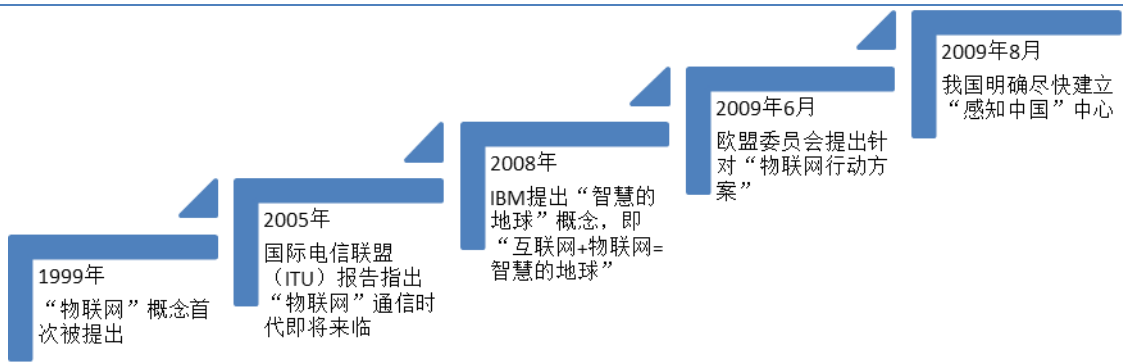 1999年
“物联网”概念首
次被提出
2005年
国际电信联盟
（ITU）报告指出
“物联网”通信时
代即将来临
2008年
IBM提出“智慧的
地球”概念，即
“互联网+物联网=
智慧的地球”
2009年6月
欧盟委员会提出针
对“物联网行动方
案”
2009年8月
我国明确尽快建立
“感知中国”中心